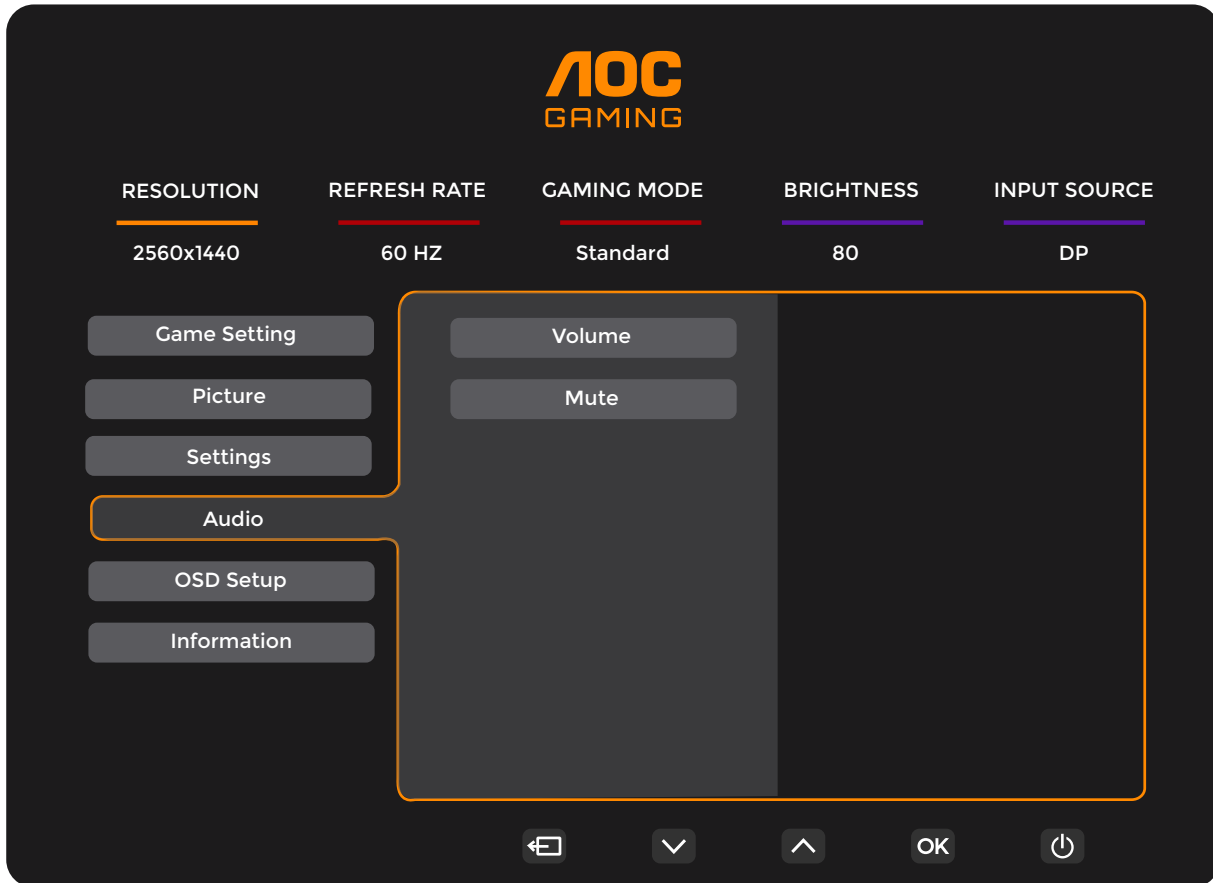 AOC
GAMING
RESOLUTION REFRESH RATE GAMING MODE BRIGHTNESS INPUT SOURCE
2560x1440 60 HZ Standard 80 DP
Game Setting Volume
Picture Mute
Settings
Audio
OSD Setup
Information
OK